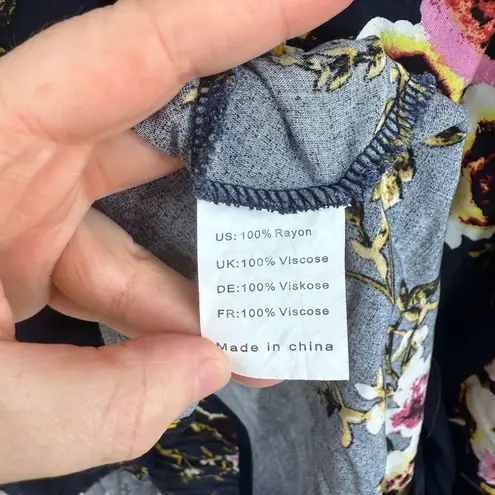 US: 100% Rayon
UK:100% Viscose
DE:100% Viskose
FR:100% Viscose
Made in china